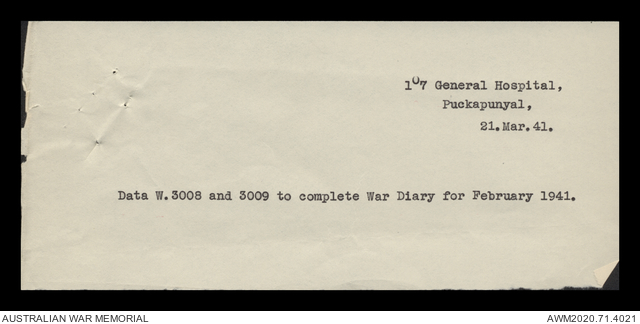 107 General Hospital,
Puckapunyal,
21.Mar.41.
Data W.3008 and 3009 to complete War Diary for February 1941.
AUSTRALIAN WAR MEMORIAL
AWM2020.71.4021